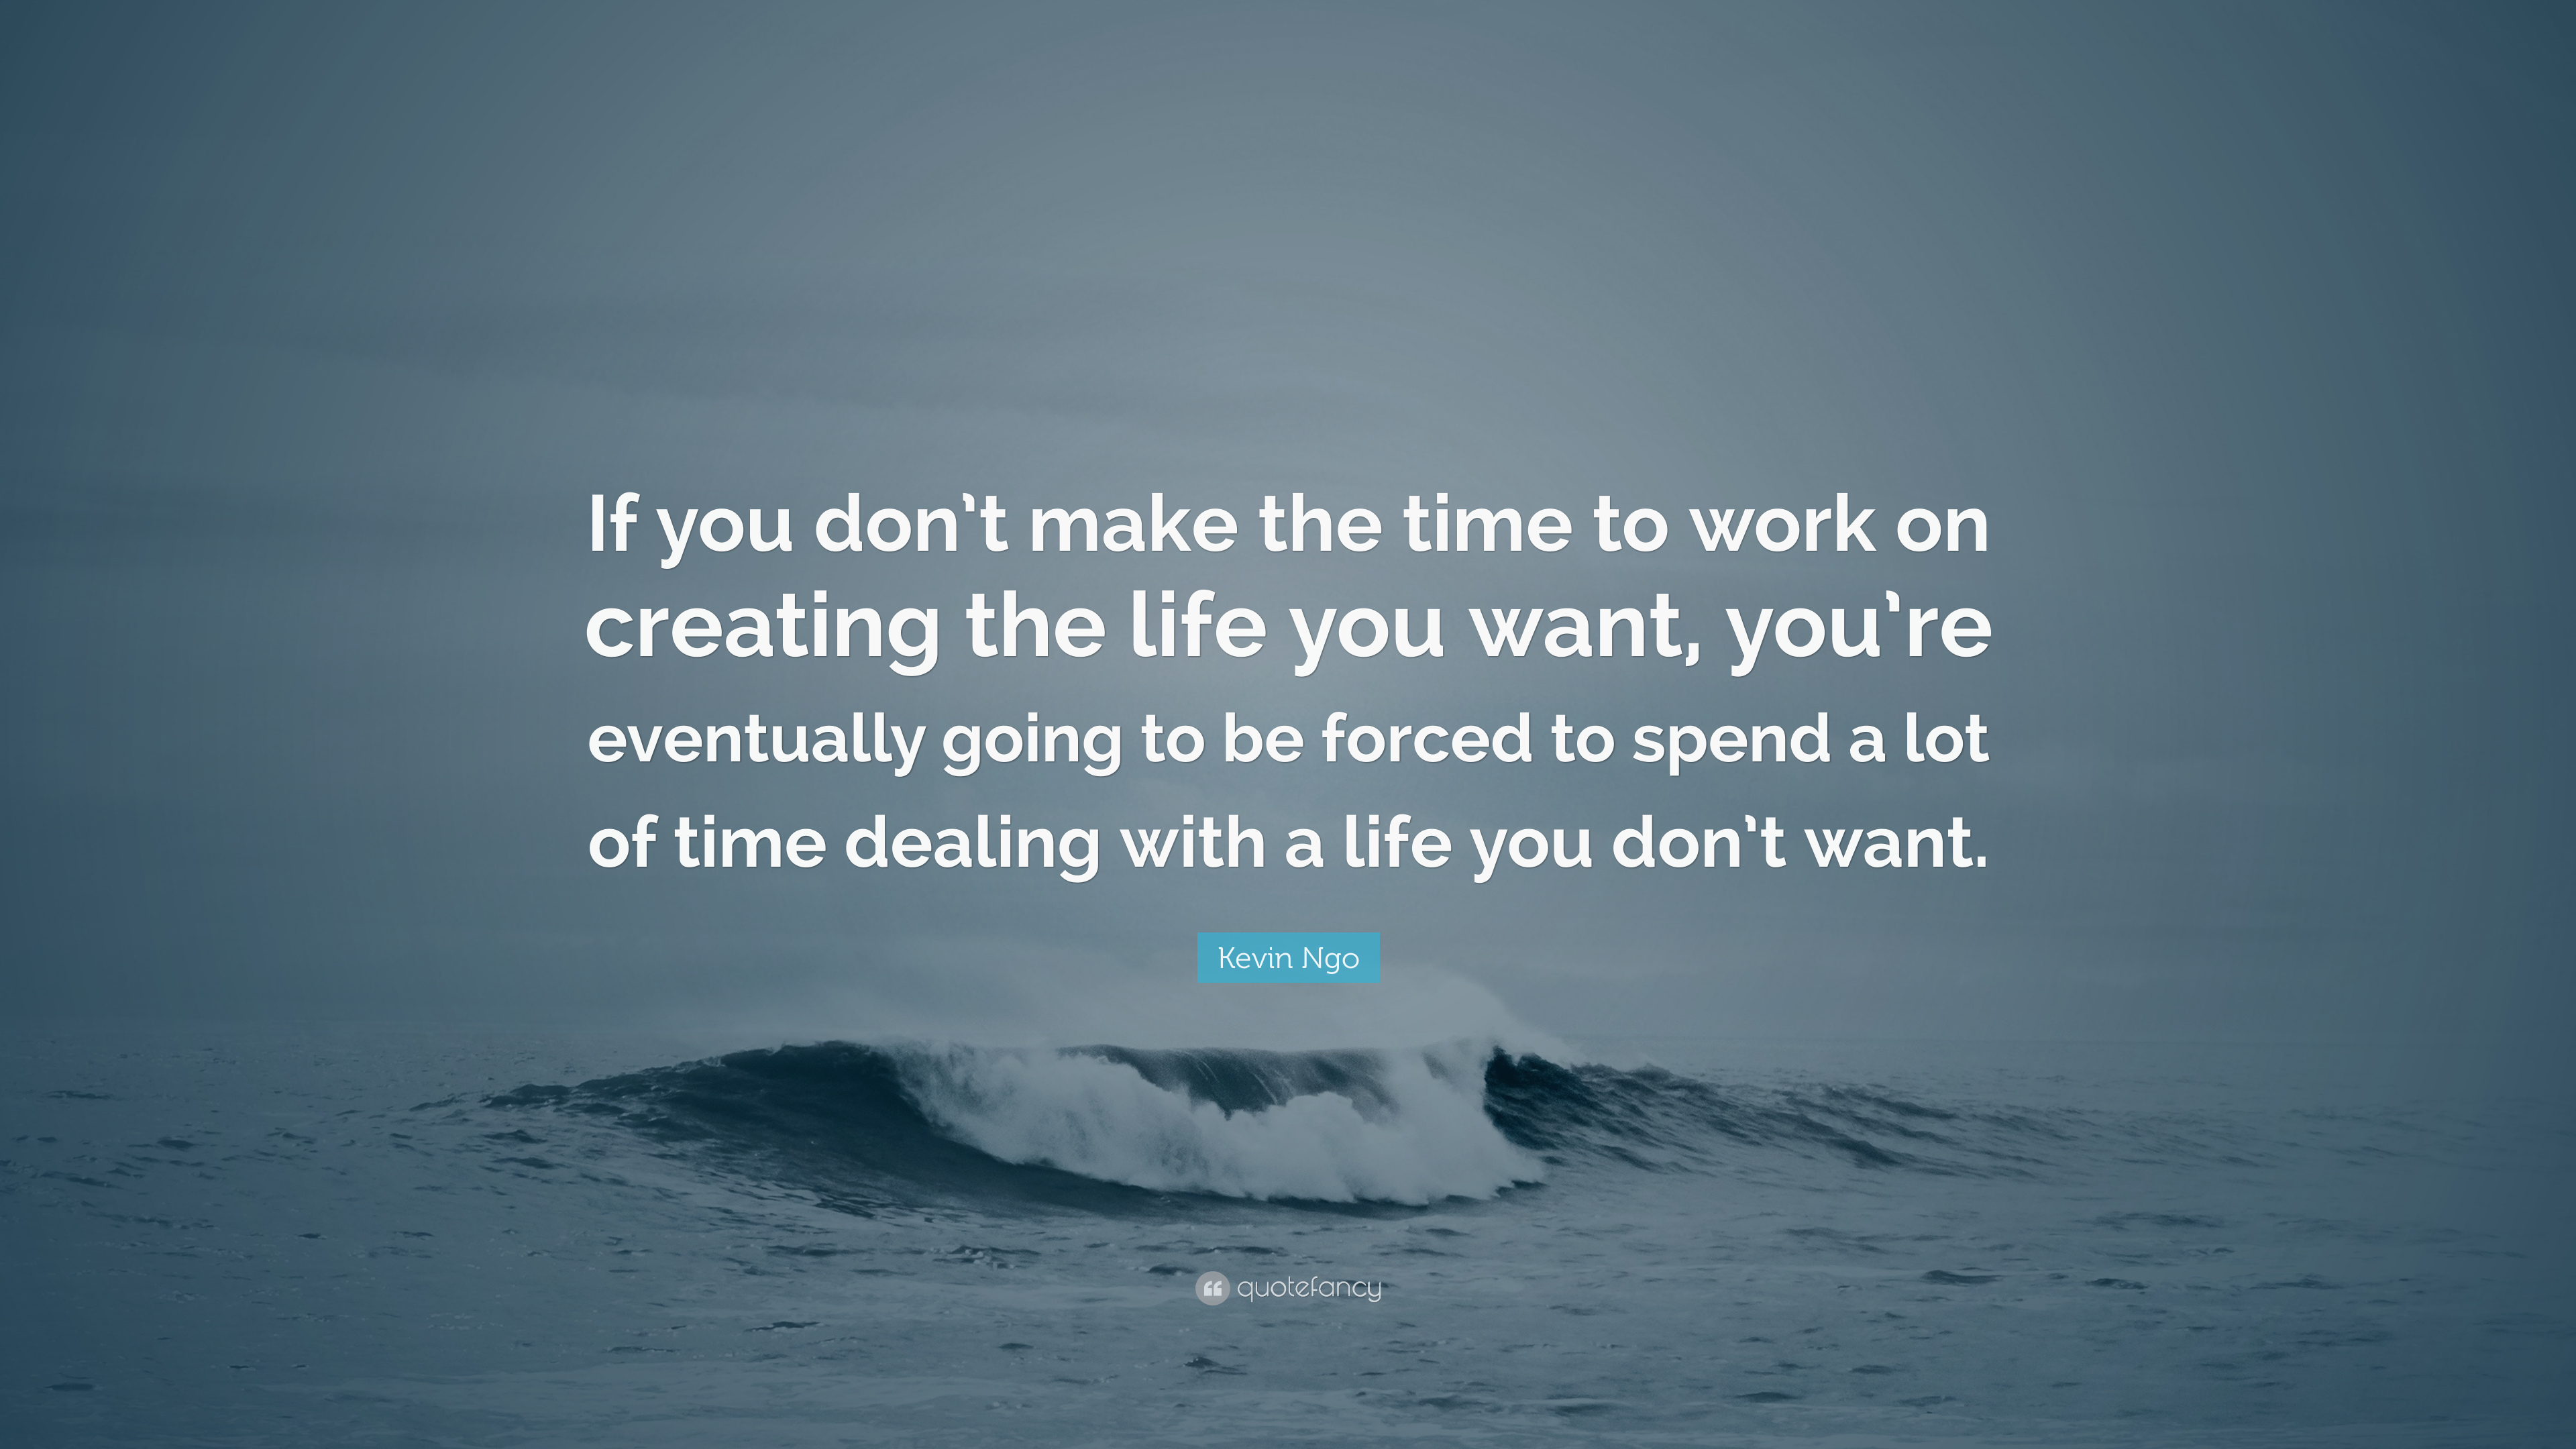 If you don’t make the time to work on
creating the life you want, you’re
eventually going to be forced to spend a lot
of time dealing with a life you don’t want.
Kevin Ngo
quotefancy